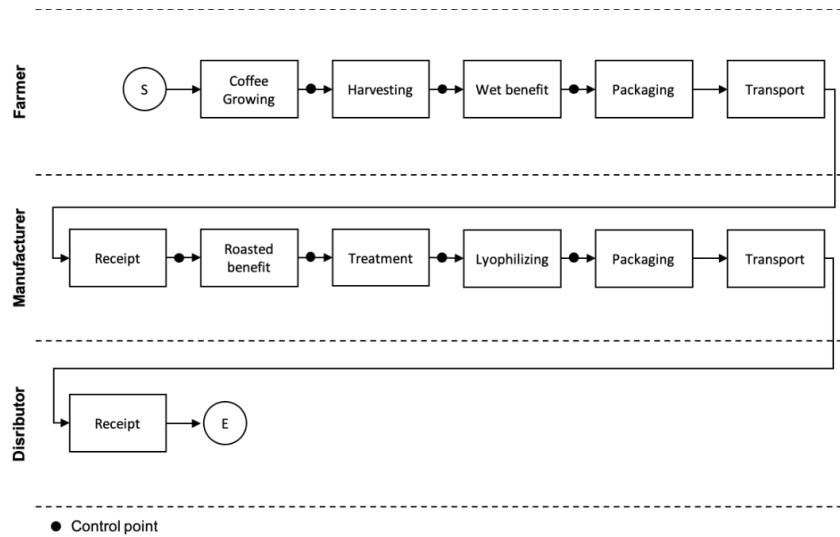 Farmer
S
Coffee
Growing
Harvesting
Wet benefit
Packaging
Transport
Manufacturer
Receipt
Roasted
benefit
Treatment
Lyophilizing
Packaging
Transport
Disributor
Receipt
E
Control point